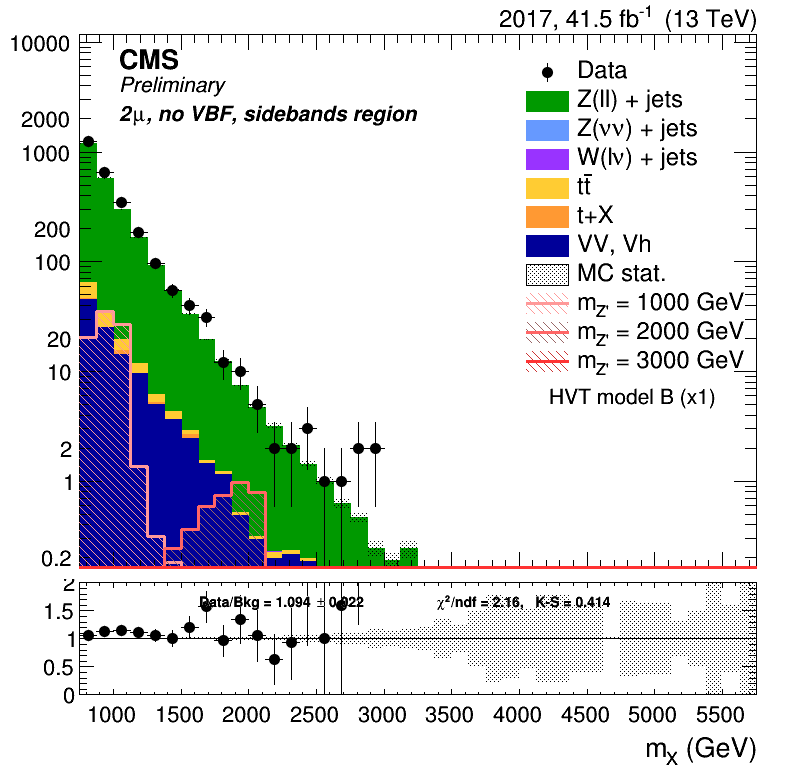 2017, 41.5 fb⁻¹ (13 TeV)
CMS
Preliminary
2μ, no VBF, sidebands region
Data
Z(ll) + jets
Z(νν) + jets
W(lν) + jets
tt̄
t+X
VV, Vh
MC stat.
m_Z' = 1000 GeV
m_Z' = 2000 GeV
m_Z' = 3000 GeV
HVT model B (x1)
10000
2000
1000
200
100
20
10
2
1
0.2
Data/Bkg = 1.094 ± 0.022
χ²/ndf = 2.16, K-S = 0.414
2
1.5
1
0.5
0
1000 1500 2000 2500 3000 3500 4000 4500 5000 5500
m_X (GeV)